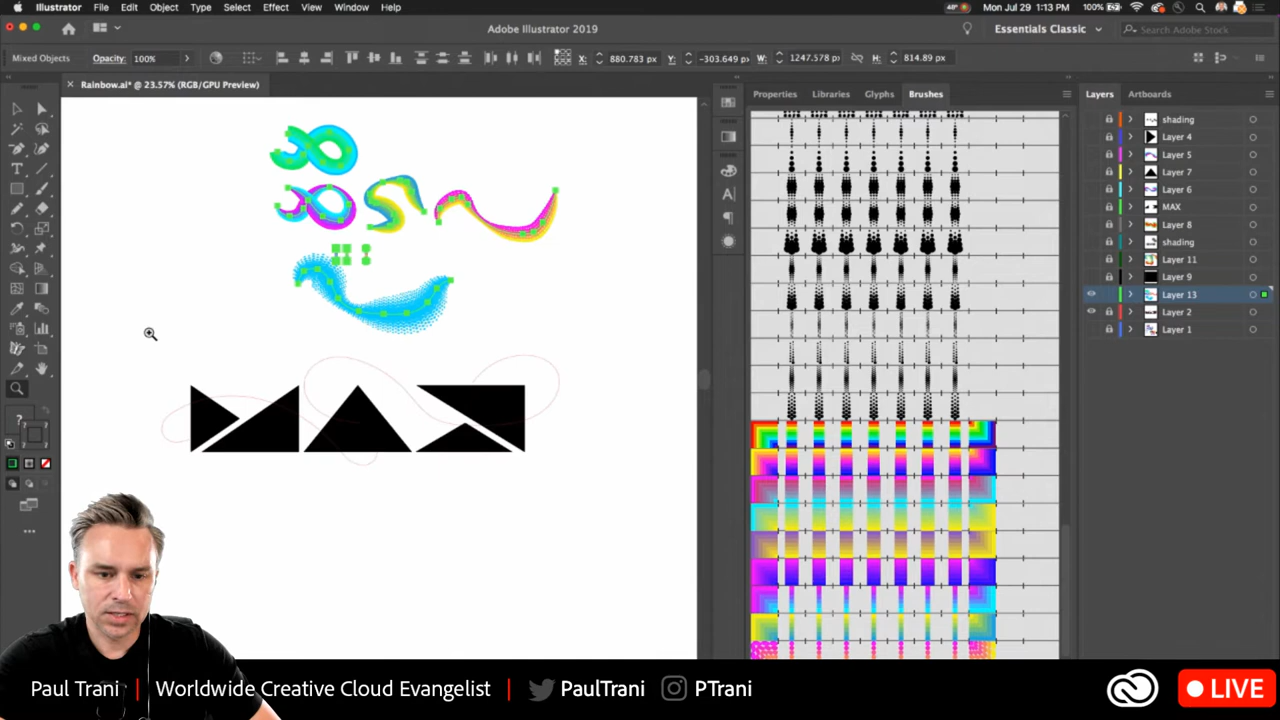 Illustrator File Edit Object Type Select Effect View Window Help
48° Mon Jul 29 1:13 PM 100%
Adobe Illustrator 2019
Essentials Classic
Search Adobe Stock
Mixed Objects Opacity: 100% X: 880.783 px Y: -303.649 px W: 1247.578 px H: 814.89 px
× Rainbow.ai* @ 23.57% (RGB/GPU Preview)
Properties Libraries Glyphs Brushes
Layers Artboards
shading
Layer 4
Layer 5
Layer 7
Layer 6
MAX
Layer 8
shading
Layer 11
Layer 9
Layer 13
Layer 2
Layer 1
MAX
Paul Trani | Worldwide Creative Cloud Evangelist | PaulTrani PTrani
LIVE